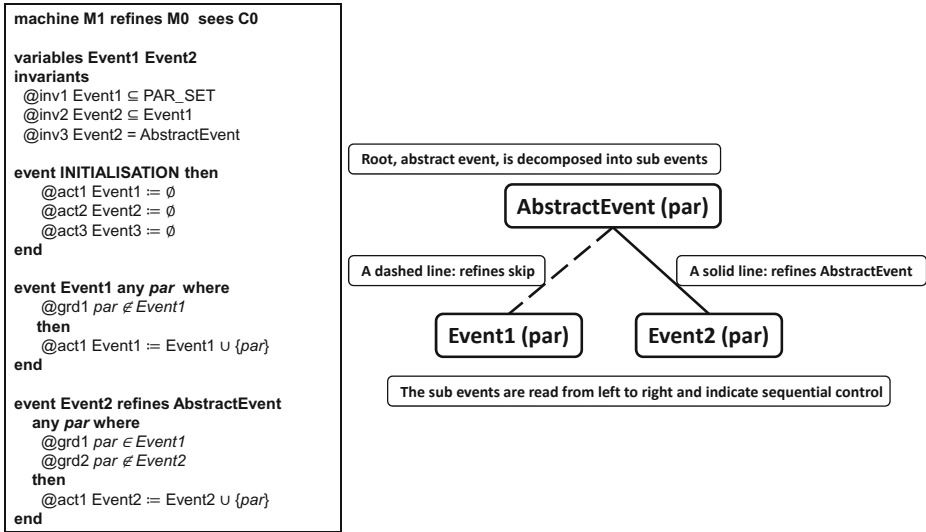 machine M1 refines M0 sees C0
variables Event1 Event2
invariants
@inv1 Event1 ⊆ PAR_SET
@inv2 Event2 ⊆ Event1
@inv3 Event2 = AbstractEvent
event INITIALISATION then
@act1 Event1 ≔ ∅
@act2 Event2 ≔ ∅
@act3 Event3 ≔ ∅
end
event Event1 any par where
@grd1 par ∉ Event1
then
@act1 Event1 ≔ Event1 ∪ {par}
end
event Event2 refines AbstractEvent
any par where
@grd1 par ∈ Event1
@grd2 par ∉ Event2
then
@act1 Event2 ≔ Event2 ∪ {par}
end
Root, abstract event, is decomposed into sub events
AbstractEvent (par)
A dashed line: refines skip
A solid line: refines AbstractEvent
Event1 (par)
Event2 (par)
The sub events are read from left to right and indicate sequential control